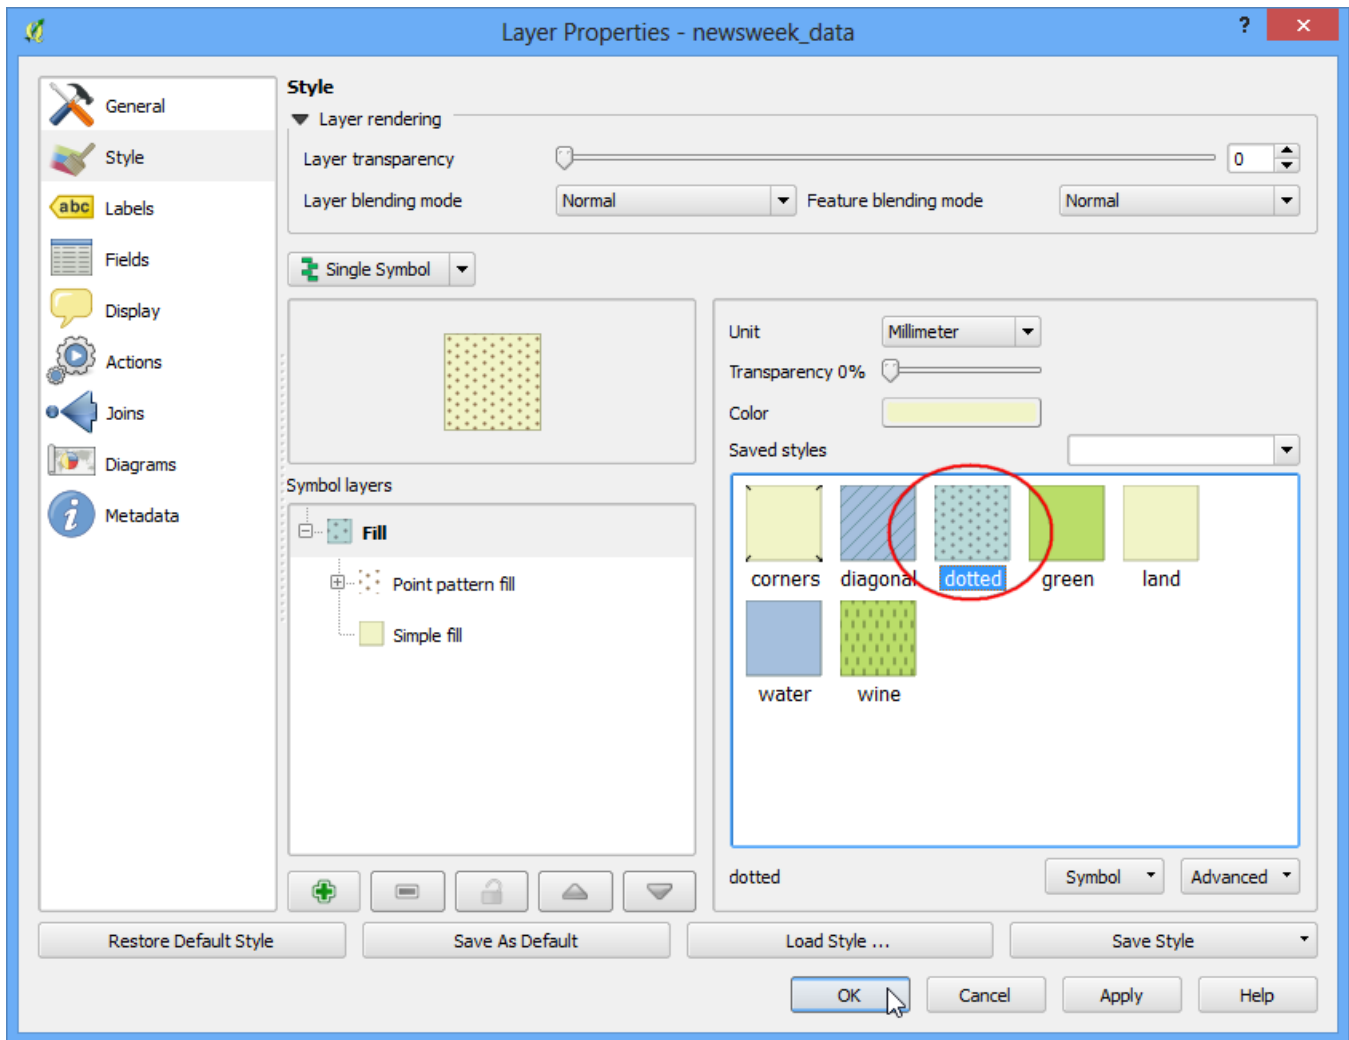 Layer Properties - newsweek_data
?
General
Style
abc Labels
Fields
Display
Actions
Joins
Diagrams
i Metadata
Style
Layer rendering
Layer transparency 0
Layer blending mode Normal Feature blending mode Normal
Single Symbol
Symbol layers
Fill
Point pattern fill
Simple fill
Unit Millimeter
Transparency 0%
Color
Saved styles
corners diagonal dotted green land
water wine
dotted Symbol Advanced
Restore Default Style Save As Default Load Style ... Save Style
OK Cancel Apply Help